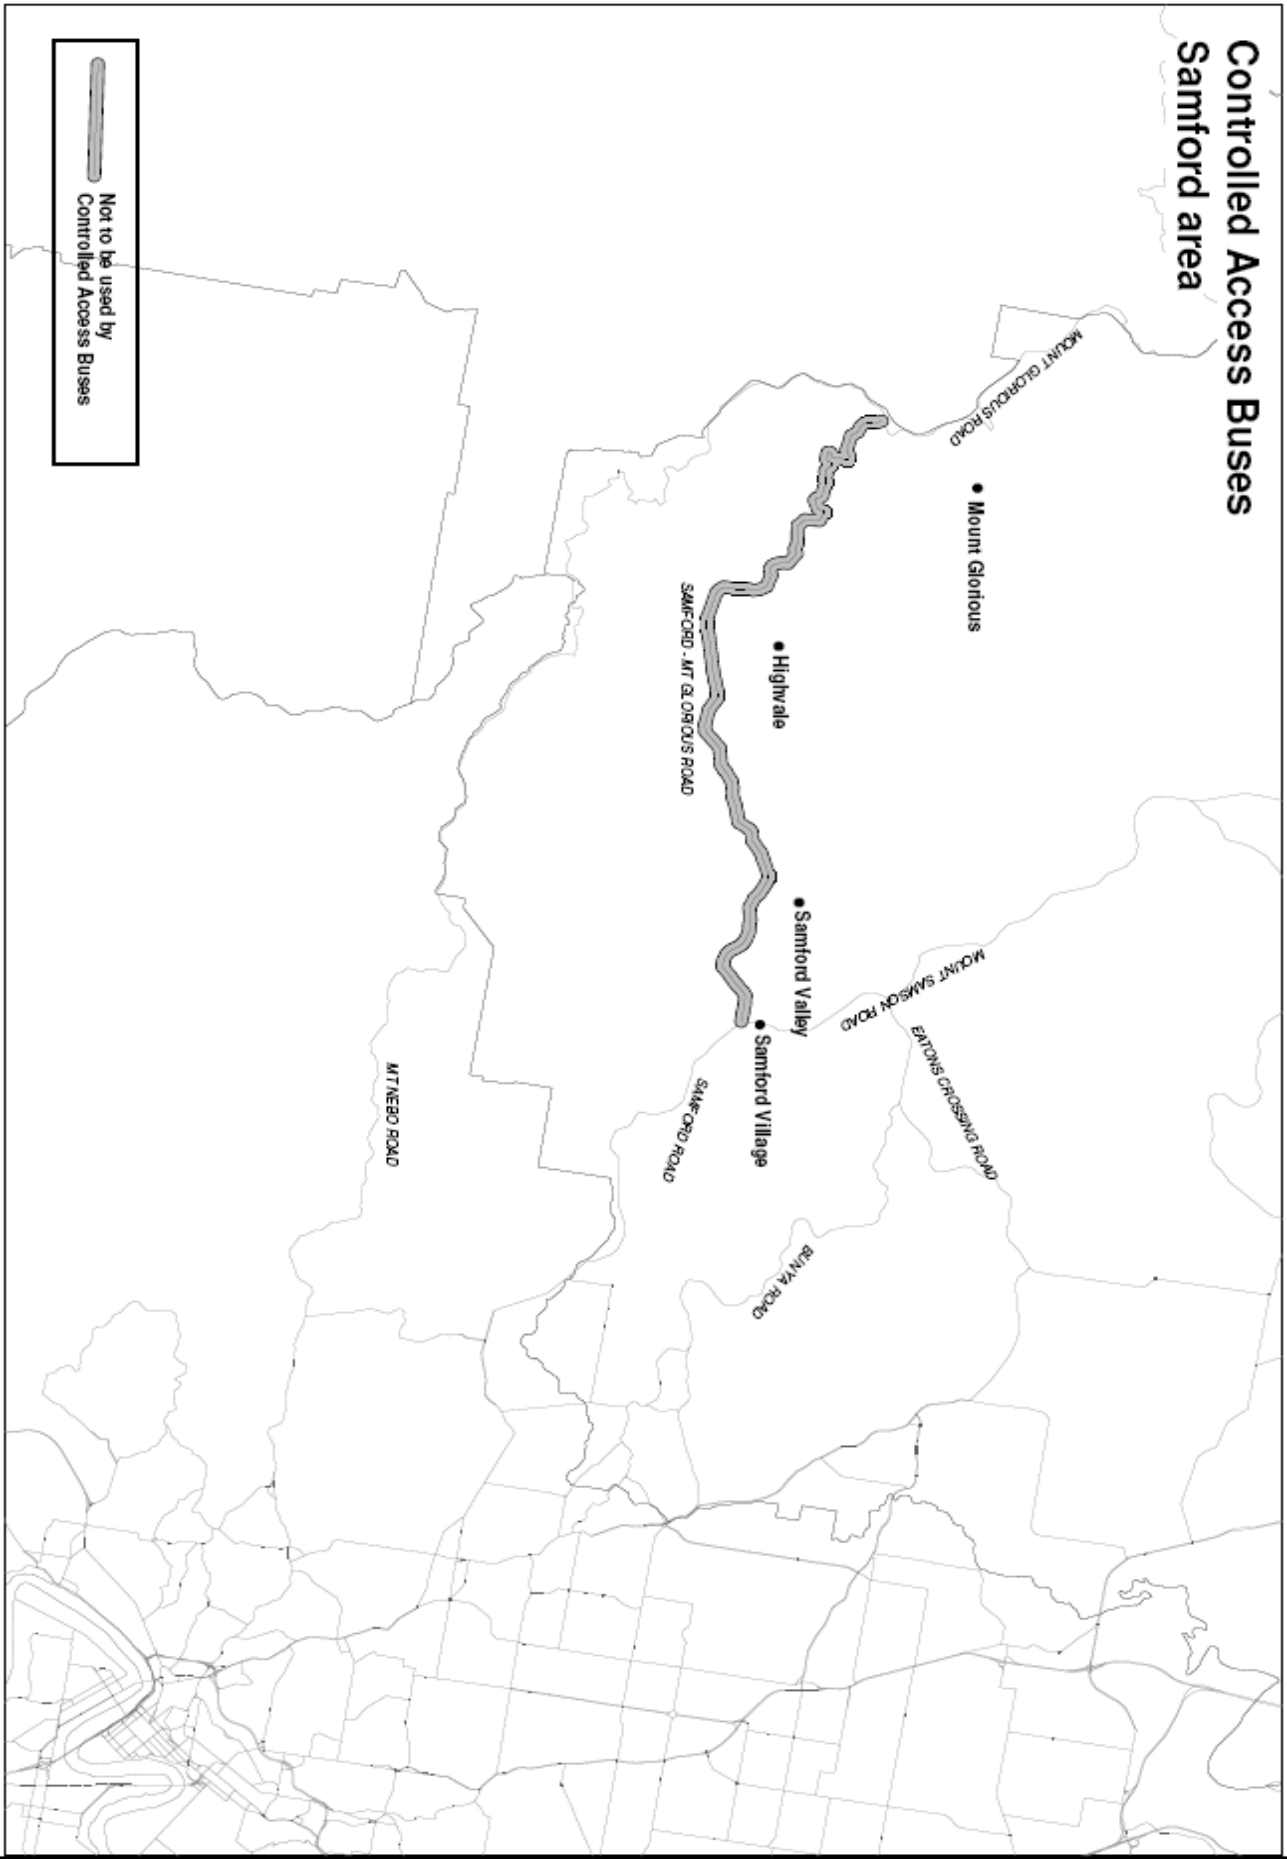 Controlled Access Buses
Samford area
MOUNT GLORIOUS ROAD
Mount Glorious
Highvale
SAMFORD - MT GLORIOUS ROAD
Samford Valley
MOUNT SAMSON ROAD
Samford Village
EATONS CROSSING ROAD
SAMFORD ROAD
BUNYA ROAD
MT NEBO ROAD
Not to be used by
Controlled Access Buses